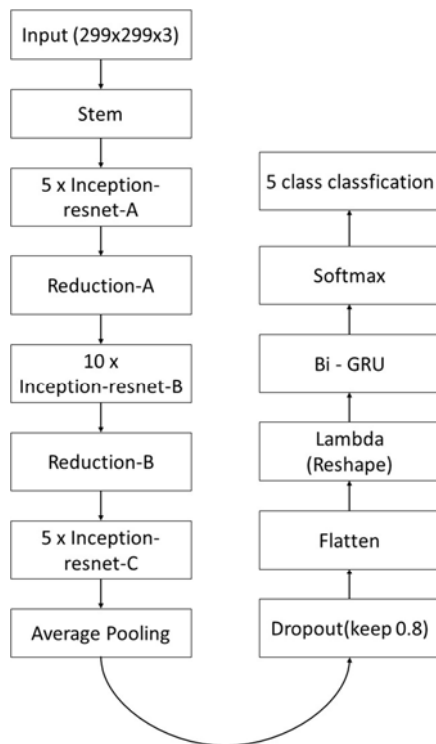 Input (299x299x3)
Stem
5 x Inception-
resnet-A
Reduction-A
10 x
Inception-resnet-B
Reduction-B
5 x Inception-
resnet-C
Average Pooling
Dropout(keep 0.8)
Flatten
Lambda
(Reshape)
Bi - GRU
Softmax
5 class classfication